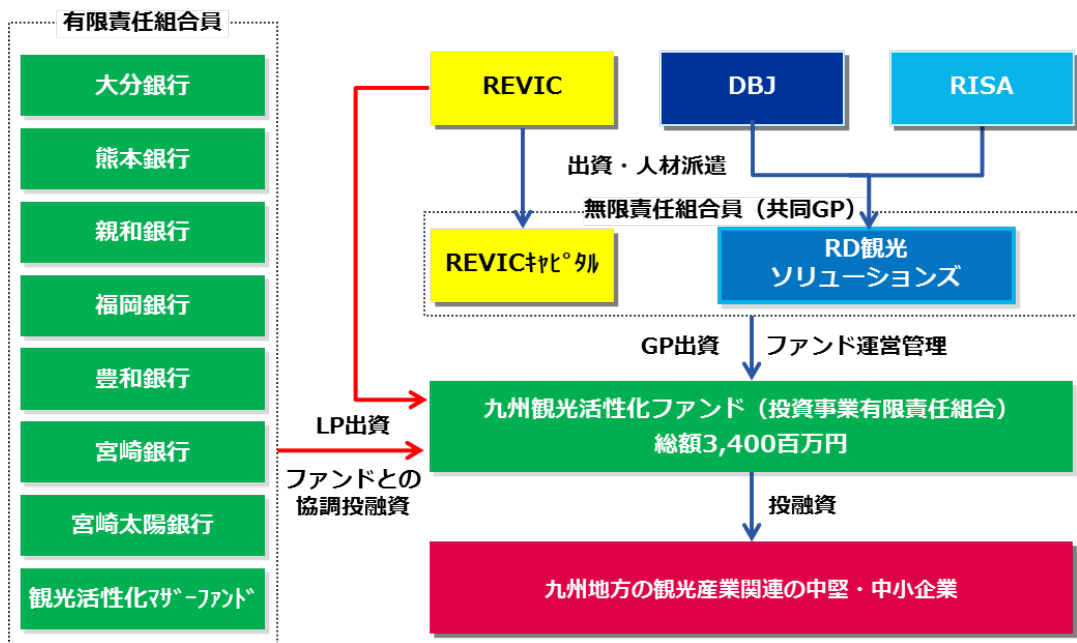 有限責任組合員
大分銀行
熊本銀行
親和銀行
福岡銀行
豊和銀行
宮崎銀行
宮崎太陽銀行
観光活性化ﾏｻﾞｰﾌｧﾝﾄﾞ
REVIC
DBJ
RISA
出資・人材派遣
無限責任組合員（共同GP）
REVICｷｬﾋﾟﾀﾙ
RD観光
ソリューションズ
GP出資
ファンド運営管理
LP出資
ファンドとの
協調投融資
九州観光活性化ファンド（投資事業有限責任組合）
総額3,400百万円
投融資
九州地方の観光産業関連の中堅・中小企業